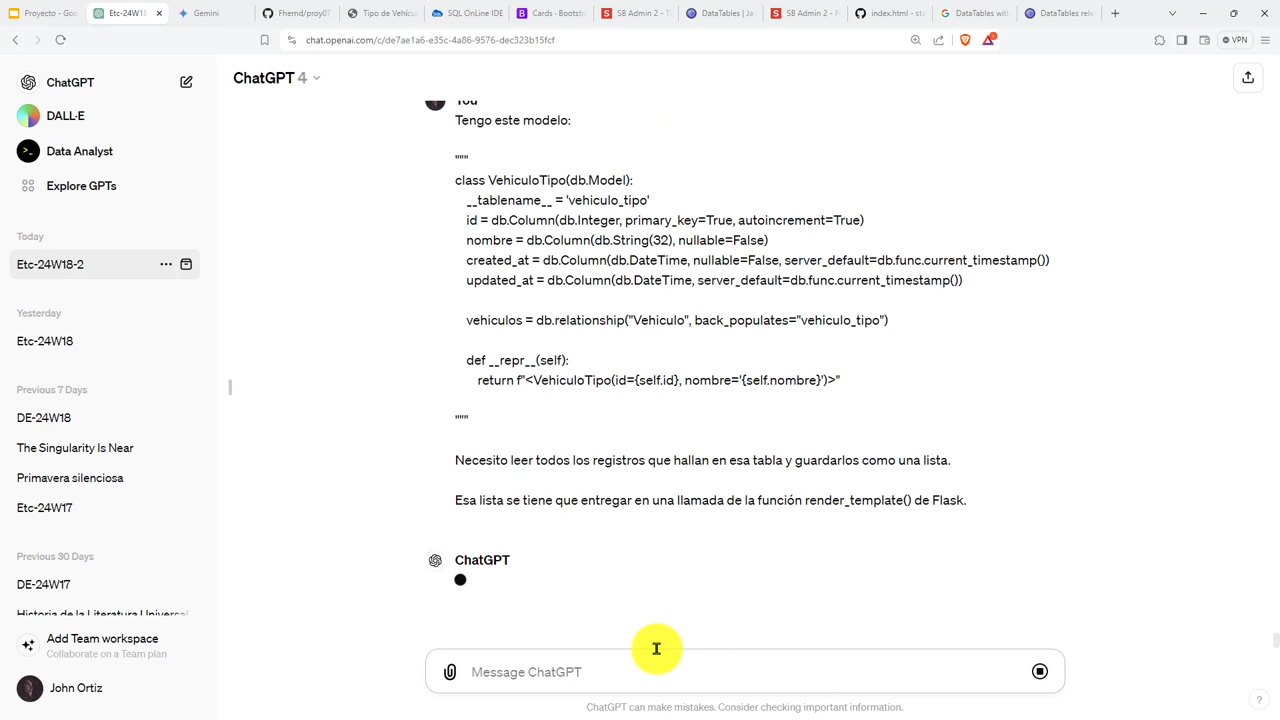 Proyecto - Goo
Etc-24W18
Gemini
Fhernd/proy07_
Tipo de Vehícu
SQL OnLine IDE
Cards · Bootstr
SB Admin 2 - T
DataTables | Ja
SB Admin 2 - F
index.html - st
DataTables with
DataTables rele
chat.openai.com/c/de7ae1a6-e35c-4a86-9576-dec323b15fcf
VPN
ChatGPT
DALL·E
Data Analyst
Explore GPTs
Today
Etc-24W18-2
Yesterday
Etc-24W18
Previous 7 Days
DE-24W18
The Singularity Is Near
Primavera silenciosa
Etc-24W17
Previous 30 Days
DE-24W17
Historia de la Literatura Universal
Add Team workspace
Collaborate on a Team plan
John Ortiz
ChatGPT 4
You
Tengo este modelo:
"""
class VehiculoTipo(db.Model):
__tablename__ = 'vehiculo_tipo'
id = db.Column(db.Integer, primary_key=True, autoincrement=True)
nombre = db.Column(db.String(32), nullable=False)
created_at = db.Column(db.DateTime, nullable=False, server_default=db.func.current_timestamp())
updated_at = db.Column(db.DateTime, server_default=db.func.current_timestamp())
vehiculos = db.relationship("Vehiculo", back_populates="vehiculo_tipo")
def __repr__(self):
return f"<VehiculoTipo(id={self.id}, nombre='{self.nombre}')>"
"""
Necesito leer todos los registros que hallan en esa tabla y guardarlos como una lista.
Esa lista se tiene que entregar en una llamada de la función render_template() de Flask.
ChatGPT
Message ChatGPT
ChatGPT can make mistakes. Consider checking important information.
?